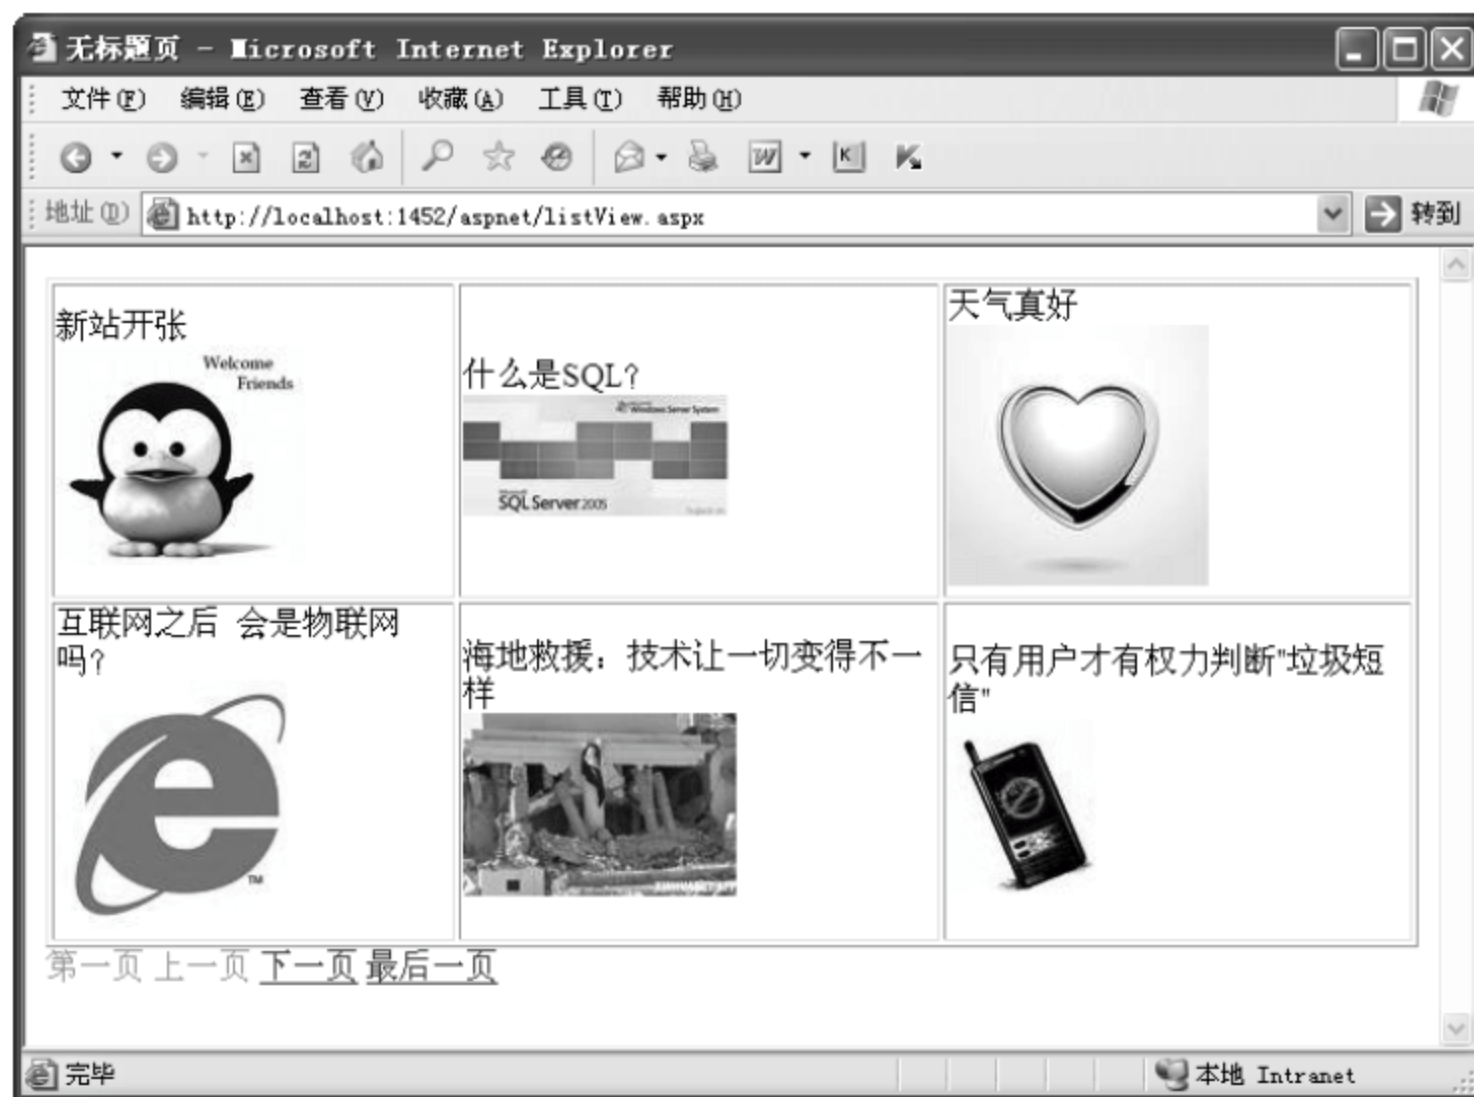 无标题页 - Microsoft Internet Explorer
文件(F) 编辑(E) 查看(V) 收藏(A) 工具(T) 帮助(H)
地址(D) http://localhost:1452/aspnet/listView.aspx 转到
新站开张
Welcome
Friends
什么是SQL?
Windows Server System
SQL Server 2005
天气真好
互联网之后 会是物联网
吗?
TM
海地救援：技术让一切变得不一
样
只有用户才有权力判断"垃圾短
信"
第一页 上一页 下一页 最后一页
完毕
本地 Intranet